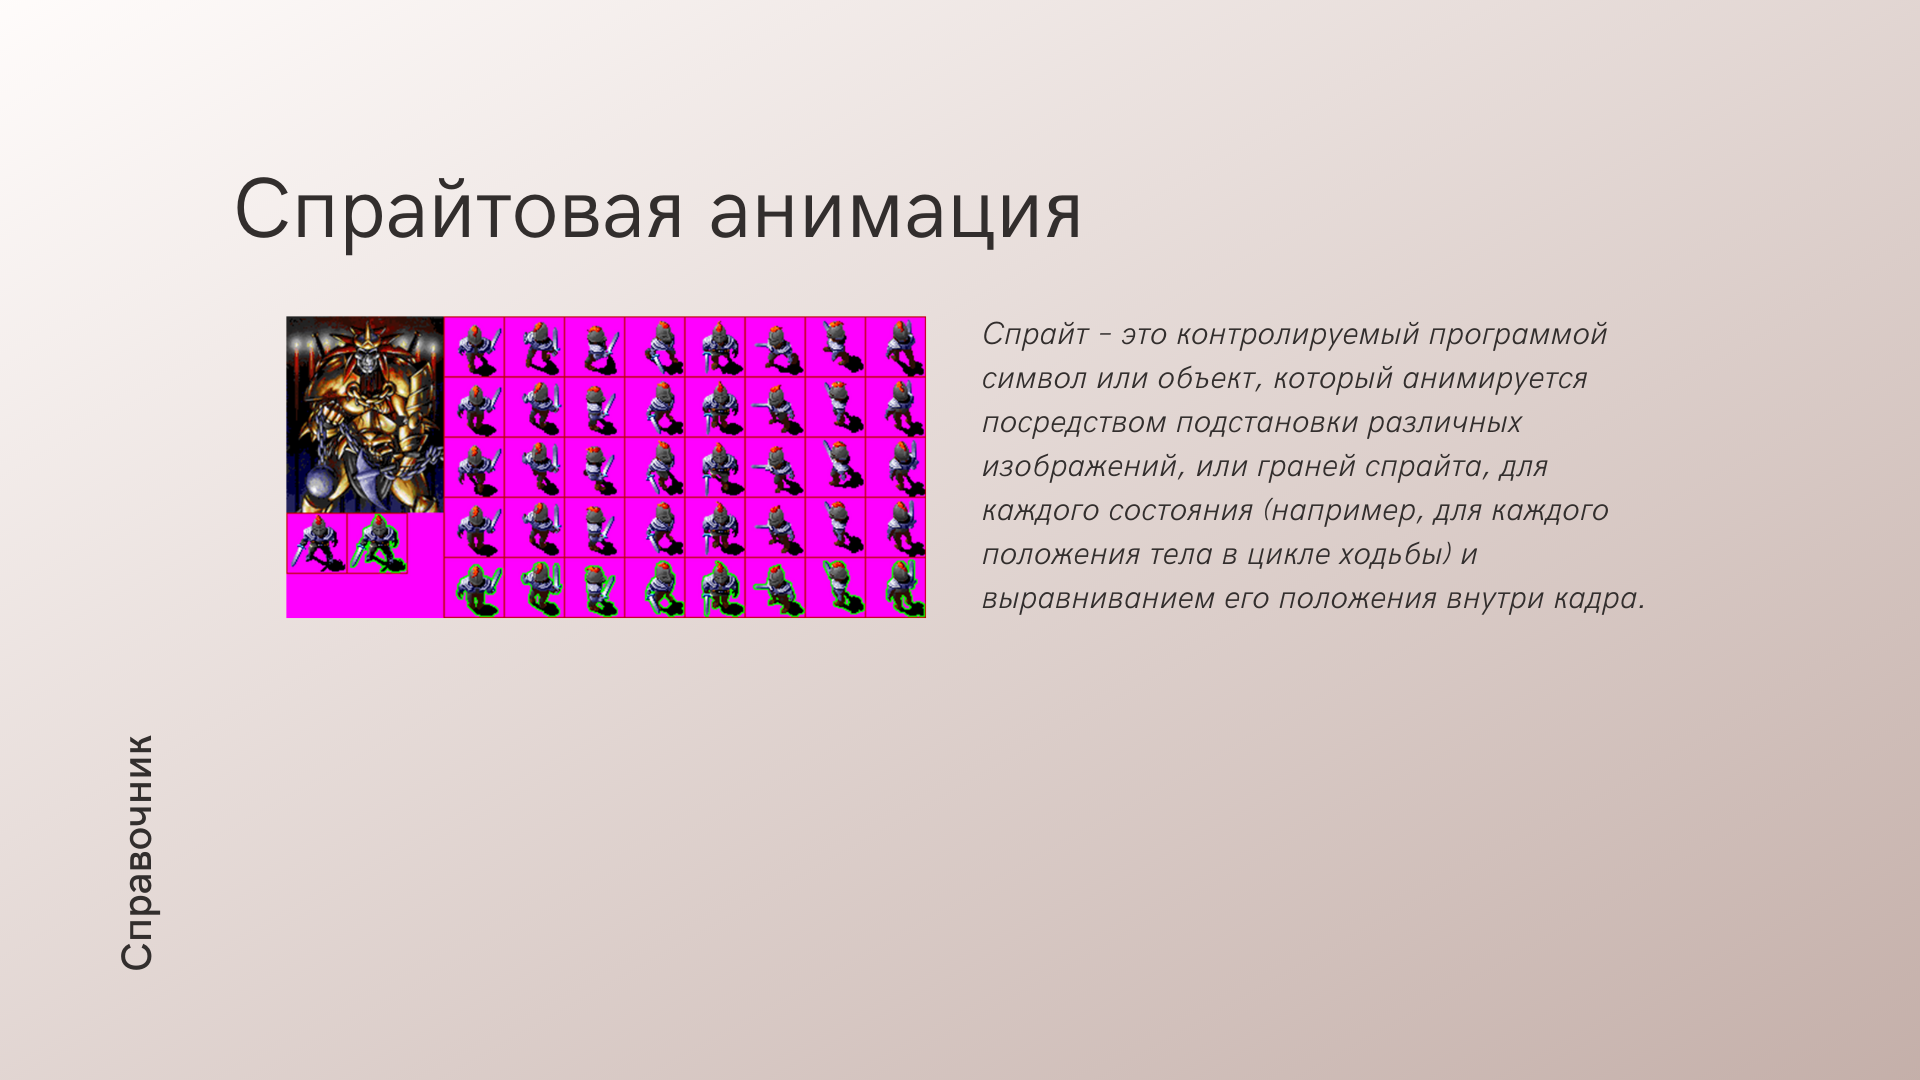 Спрайтовая анимация
Спрайт – это контролируемый программой
символ или объект, который анимируется
посредством подстановки различных
изображений, или граней спрайта, для
каждого состояния (например, для каждого
положения тела в цикле ходьбы) и
выравниванием его положения внутри кадра.
Справочник